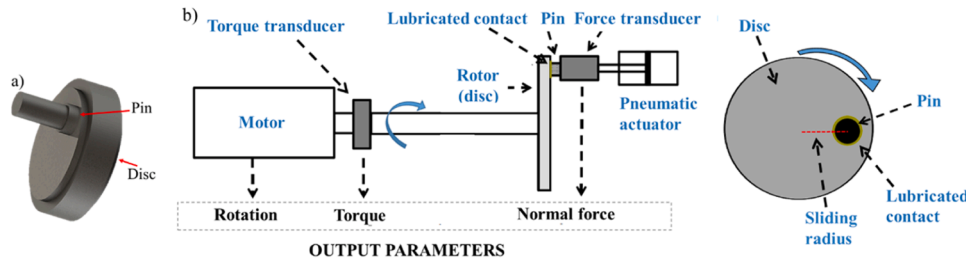 a)
Pin
Disc
b)
Torque transducer
Lubricated contact
Pin
Force transducer
Motor
Rotor
(disc)
Pneumatic
actuator
Rotation
Torque
Normal force
OUTPUT PARAMETERS
Disc
Pin
Sliding
radius
Lubricated
contact